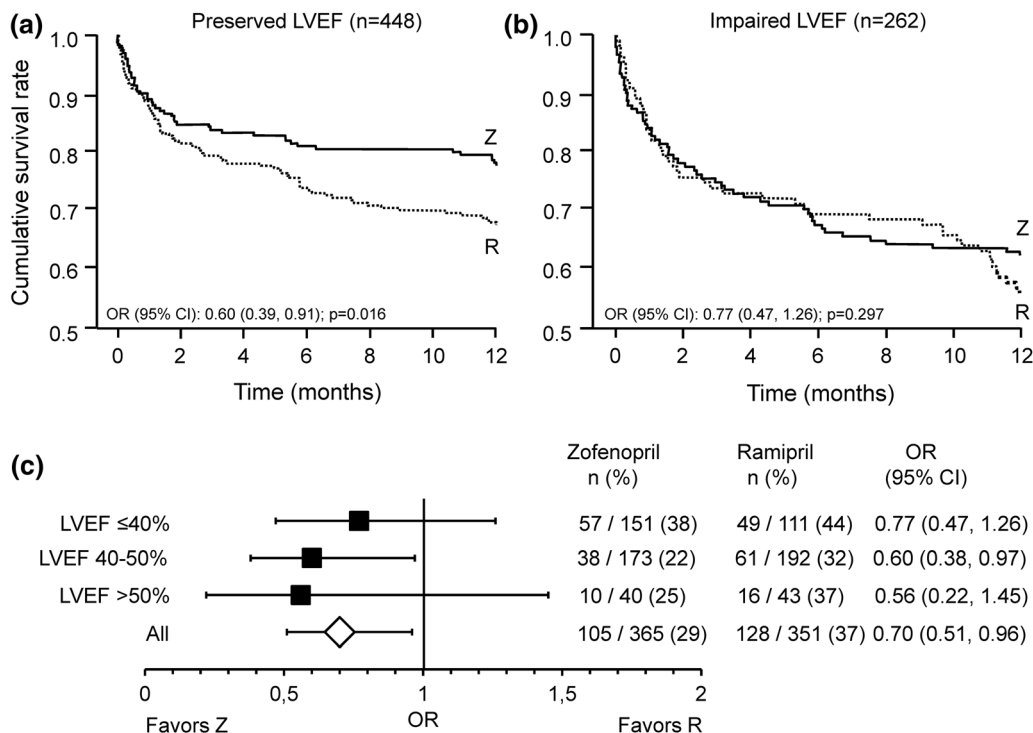 (a) Preserved LVEF (n=448)
Cumulative survival rate
1.0
0.9
0.8
0.7
0.6
0.5
Z
R
OR (95% CI): 0.60 (0.39, 0.91); p=0.016
0 2 4 6 8 10 12
Time (months)
(b) Impaired LVEF (n=262)
1.0
0.9
0.8
0.7
0.6
0.5
Z
R
OR (95% CI): 0.77 (0.47, 1.26); p=0.297
0 2 4 6 8 10 12
Time (months)
(c)
Zofenopril Ramipril OR
n (%) n (%) (95% CI)
LVEF ≤40% 57 / 151 (38) 49 / 111 (44) 0.77 (0.47, 1.26)
LVEF 40-50% 38 / 173 (22) 61 / 192 (32) 0.60 (0.38, 0.97)
LVEF >50% 10 / 40 (25) 16 / 43 (37) 0.56 (0.22, 1.45)
All 105 / 365 (29) 128 / 351 (37) 0.70 (0.51, 0.96)
0 0,5 1 1,5 2
Favors Z OR Favors R